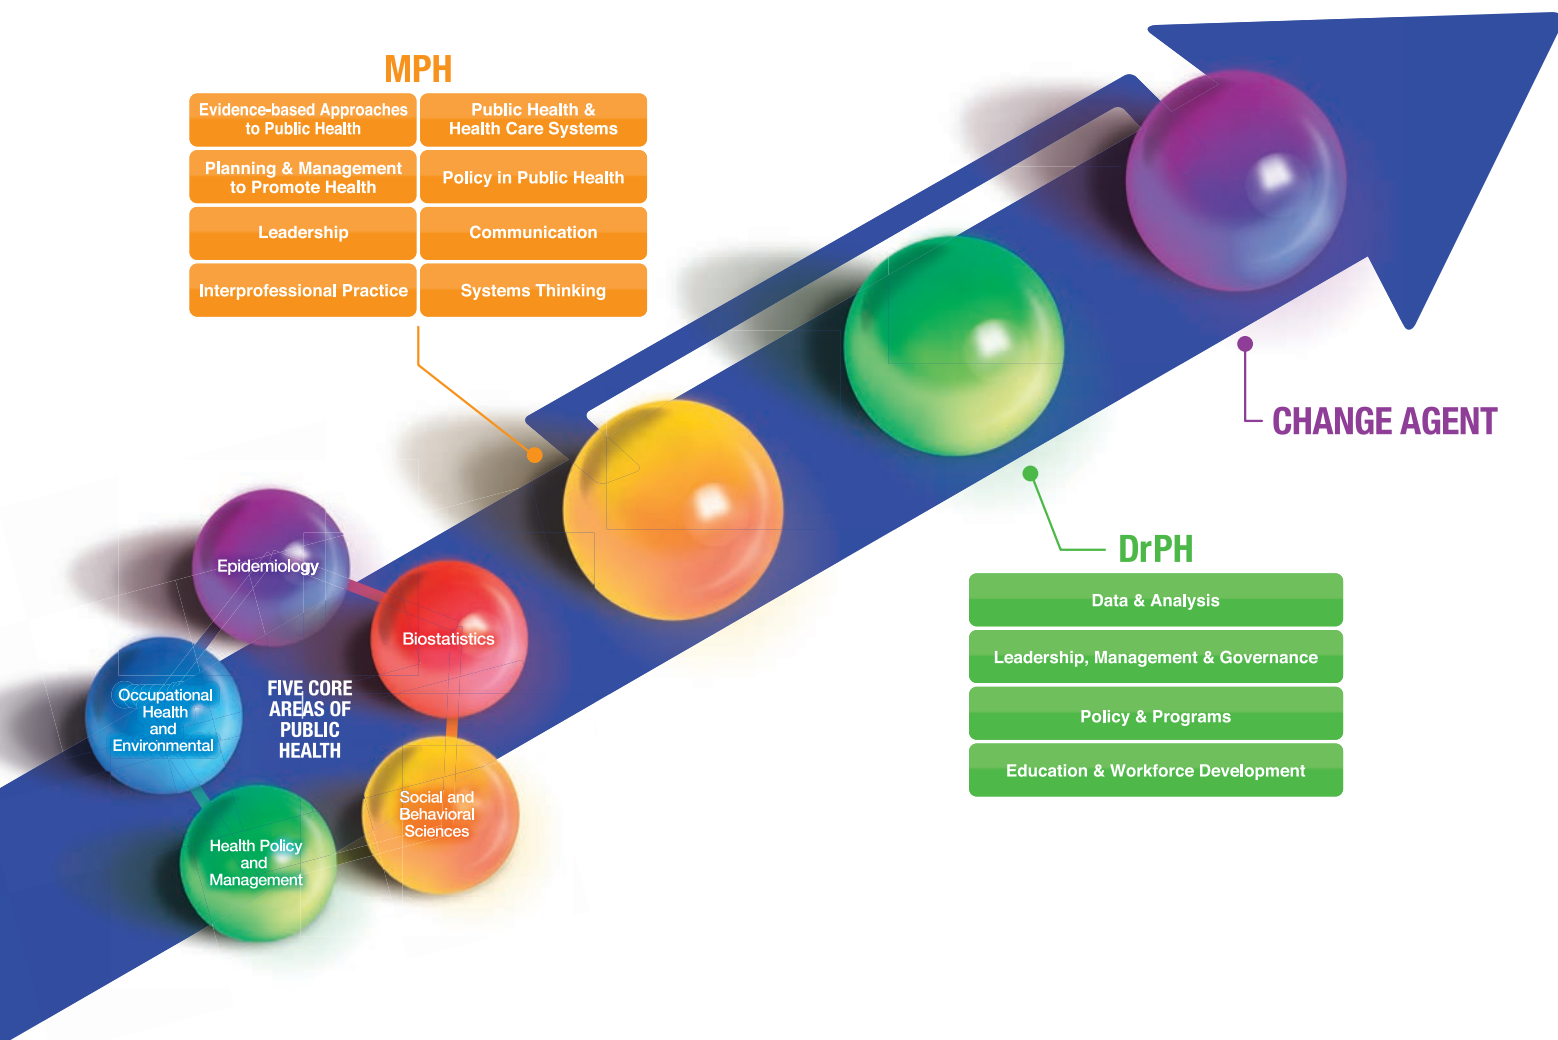 MPH
Evidence-based Approaches
to Public Health
Public Health &
Health Care Systems
Planning & Management
to Promote Health
Policy in Public Health
Leadership
Communication
Interprofessional Practice
Systems Thinking
CHANGE AGENT
DrPH
Data & Analysis
Leadership, Management & Governance
Policy & Programs
Education & Workforce Development
Epidemiology
Biostatistics
Occupational
Health
and
Environmental
FIVE CORE
AREAS OF
PUBLIC
HEALTH
Social and
Behavioral
Sciences
Health Policy
and
Management